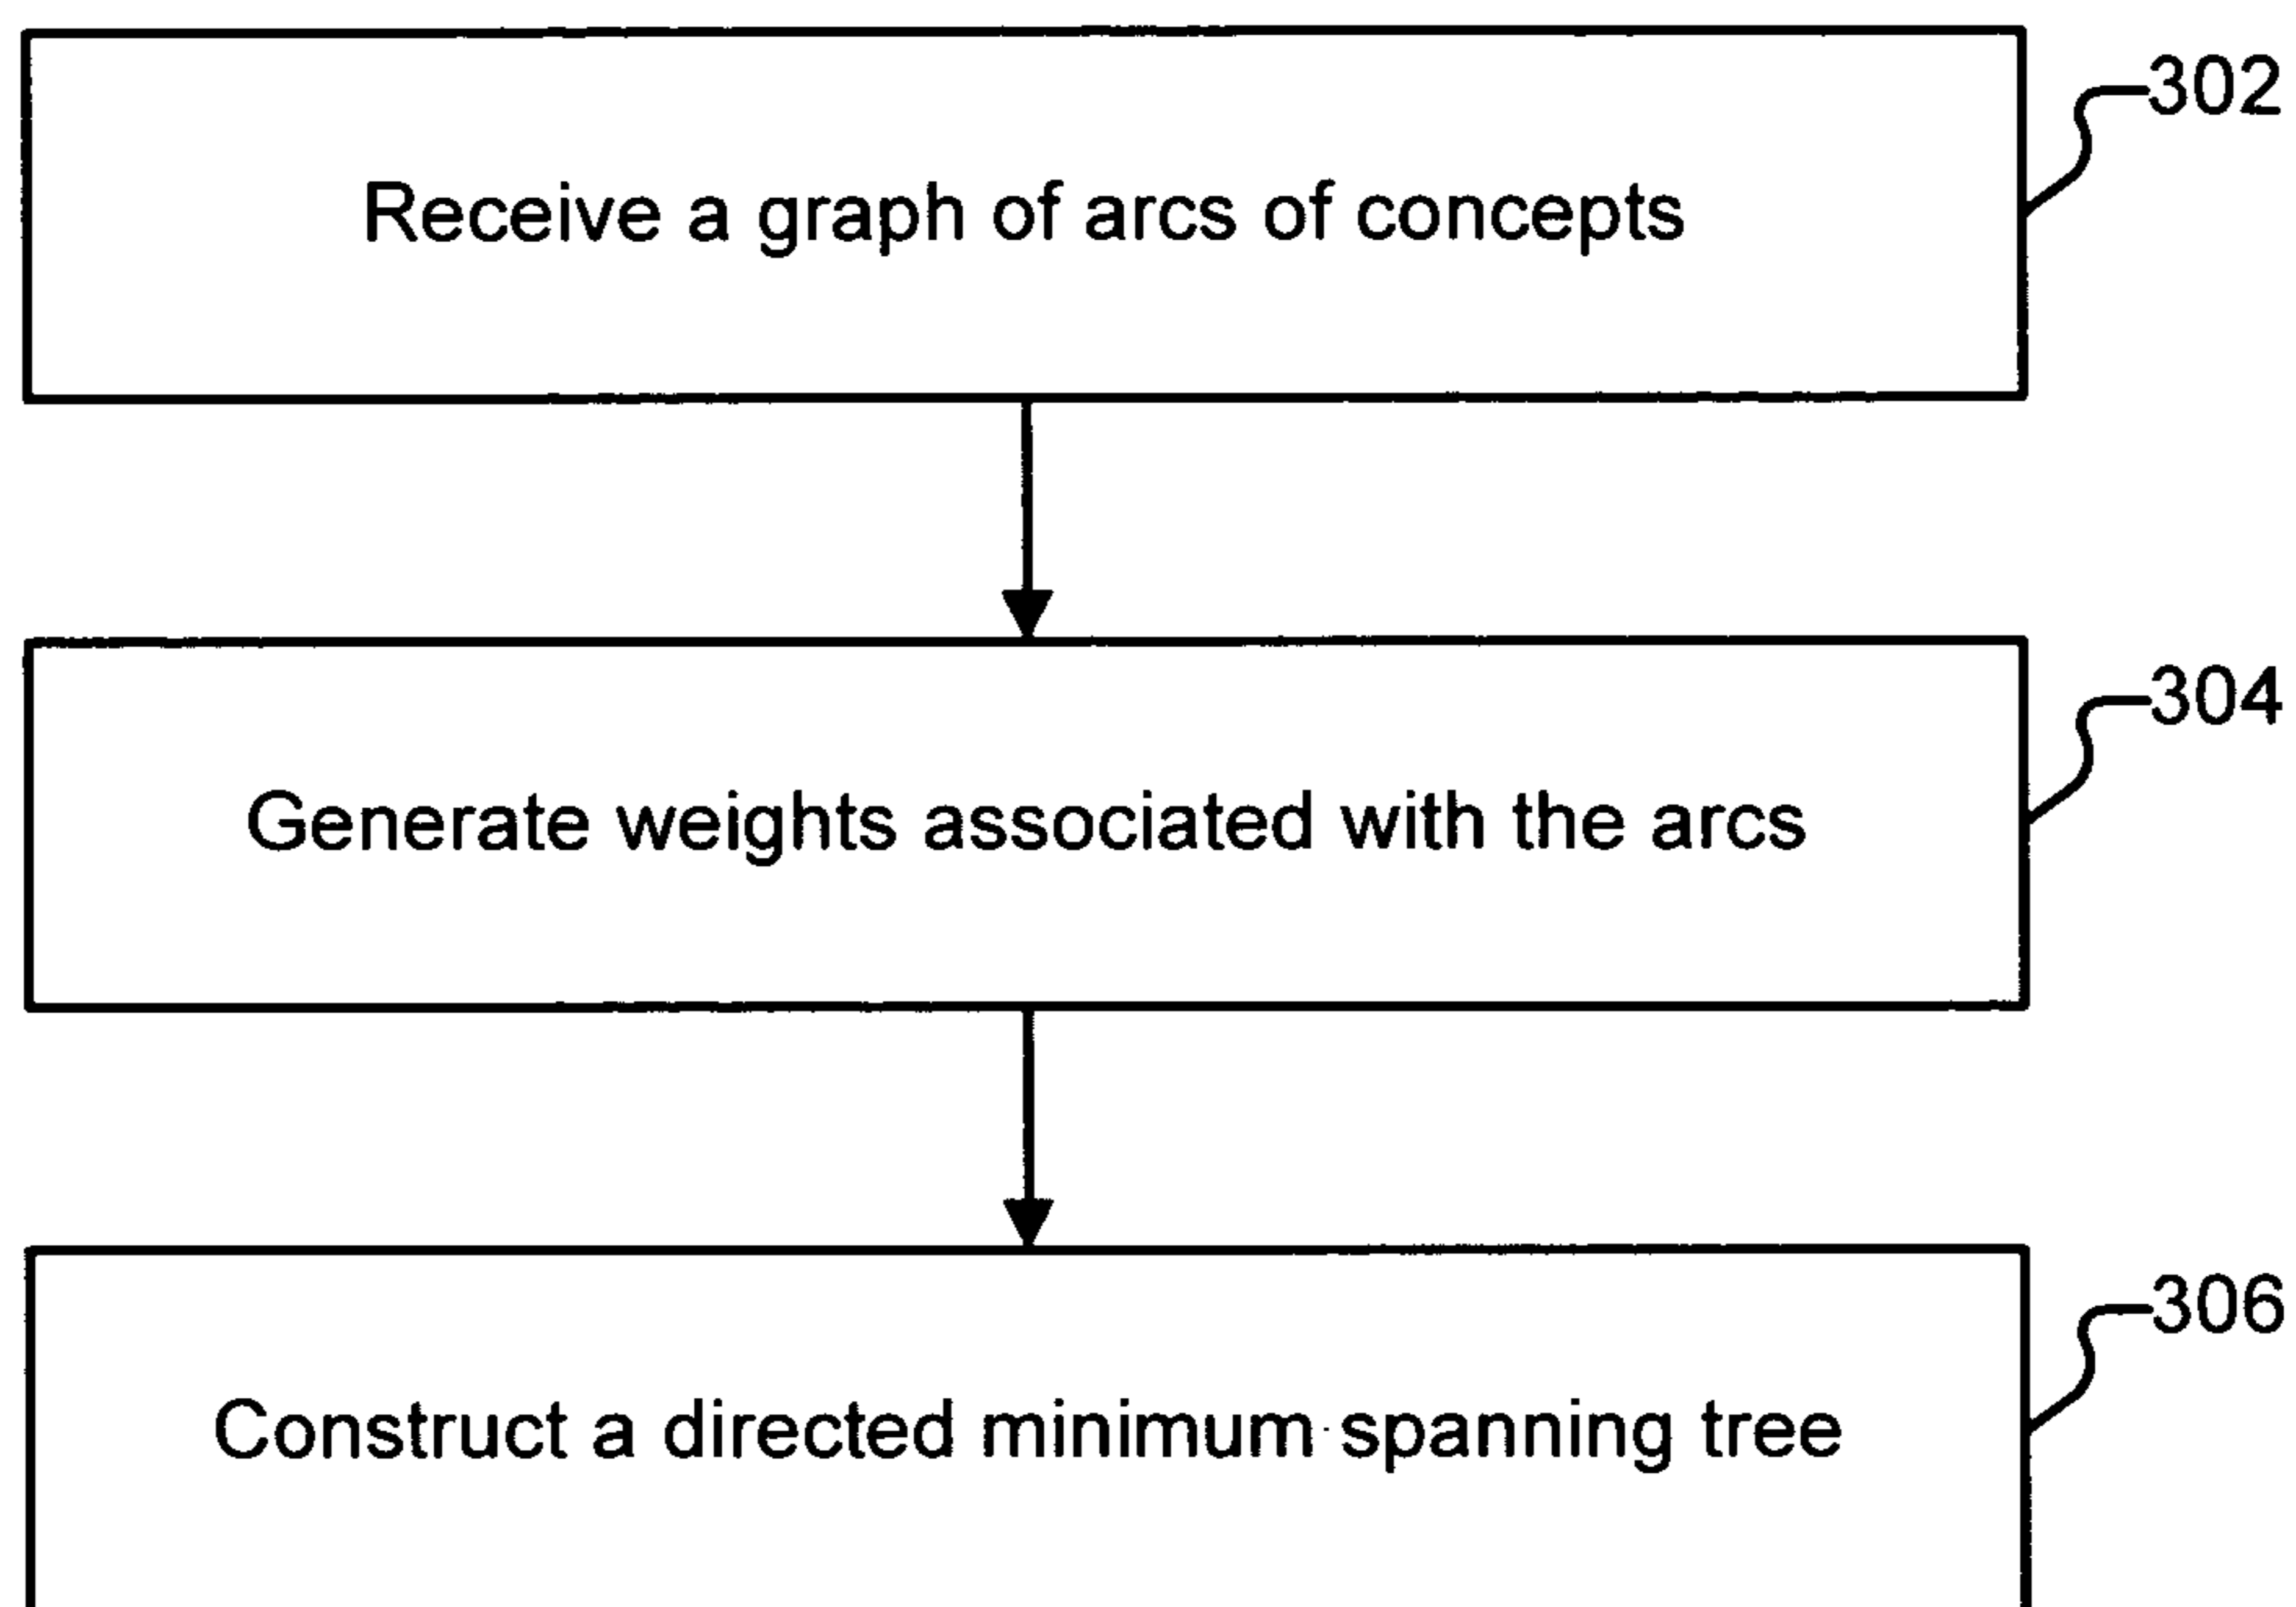 302
Receive a graph of arcs of concepts
304
Generate weights associated with the arcs
306
Construct a directed minimum spanning tree